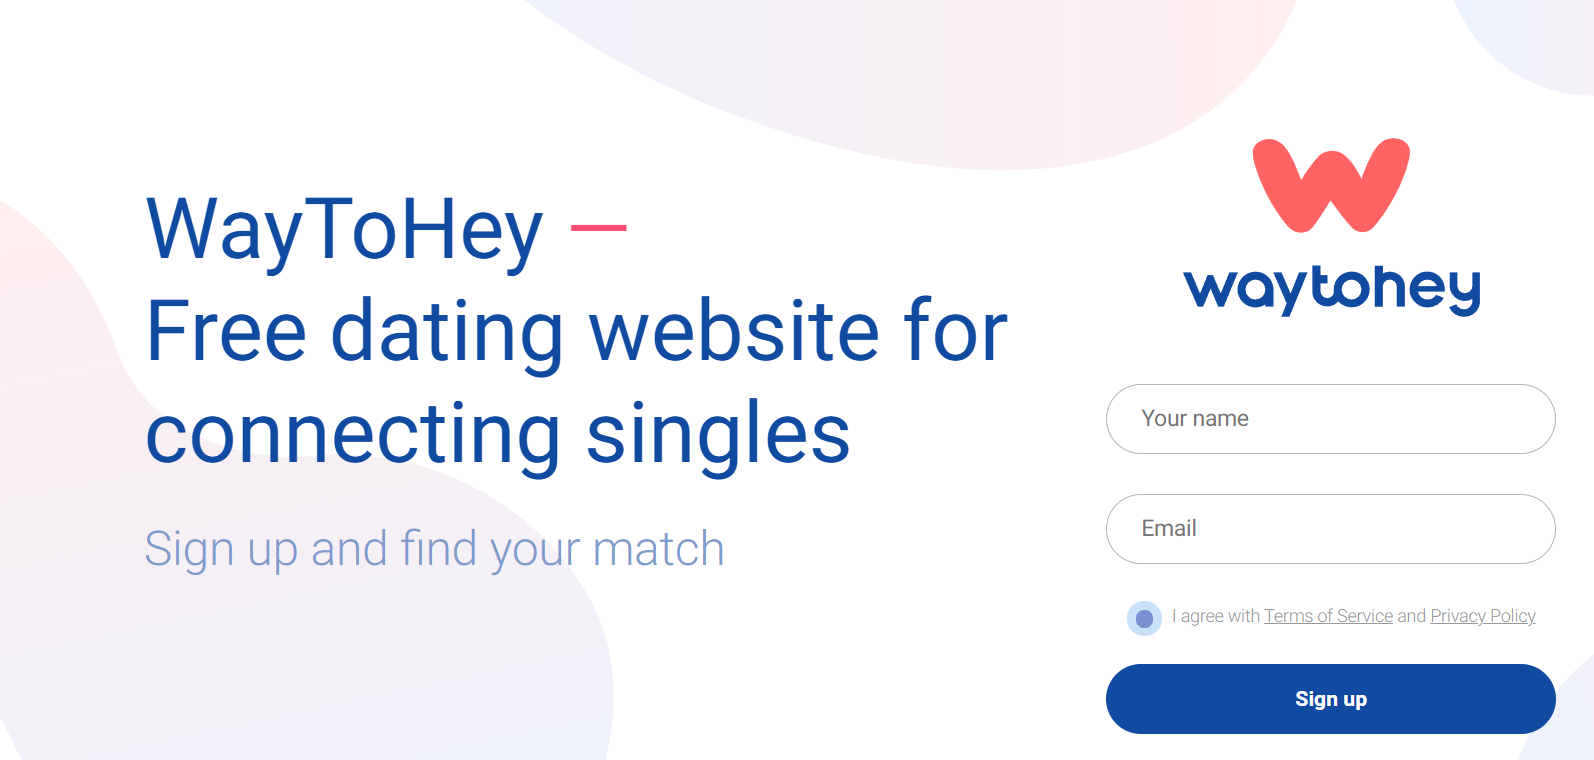 WayToHey —
Free dating website for
connecting singles
Sign up and find your match
waytohey
Your name
Email
I agree with Terms of Service and Privacy Policy
Sign up